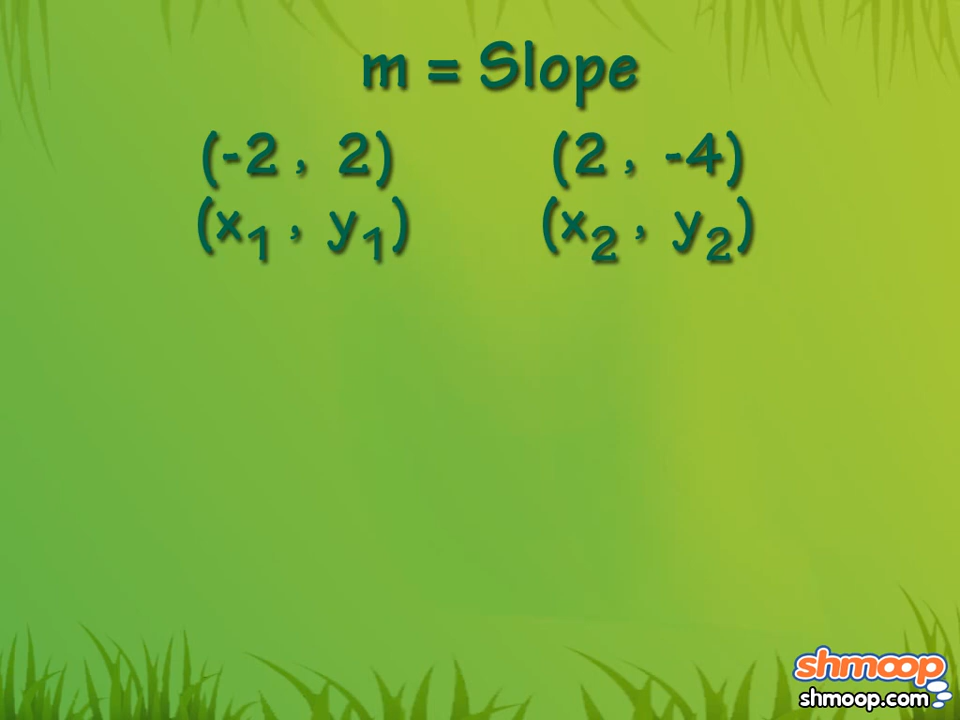 m = Slope
(-2 , 2) (2 , -4)
(x₁ , y₁) (x₂ , y₂)
shmoop
shmoop.com